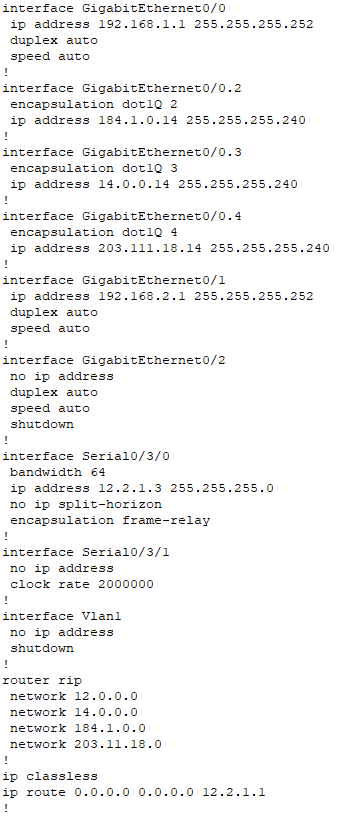 interface GigabitEthernet0/0
 ip address 192.168.1.1 255.255.255.252
 duplex auto
 speed auto
!
interface GigabitEthernet0/0.2
 encapsulation dot1Q 2
 ip address 184.1.0.14 255.255.255.240
!
interface GigabitEthernet0/0.3
 encapsulation dot1Q 3
 ip address 14.0.0.14 255.255.255.240
!
interface GigabitEthernet0/0.4
 encapsulation dot1Q 4
 ip address 203.111.18.14 255.255.255.240
!
interface GigabitEthernet0/1
 ip address 192.168.2.1 255.255.255.252
 duplex auto
 speed auto
!
interface GigabitEthernet0/2
 no ip address
 duplex auto
 speed auto
 shutdown
!
interface Serial0/3/0
 bandwidth 64
 ip address 12.2.1.3 255.255.255.0
 no ip split-horizon
 encapsulation frame-relay
!
interface Serial0/3/1
 no ip address
 clock rate 2000000
!
interface Vlan1
 no ip address
 shutdown
!
router rip
 network 12.0.0.0
 network 14.0.0.0
 network 184.1.0.0
 network 203.11.18.0
!
ip classless
ip route 0.0.0.0 0.0.0.0 12.2.1.1
!